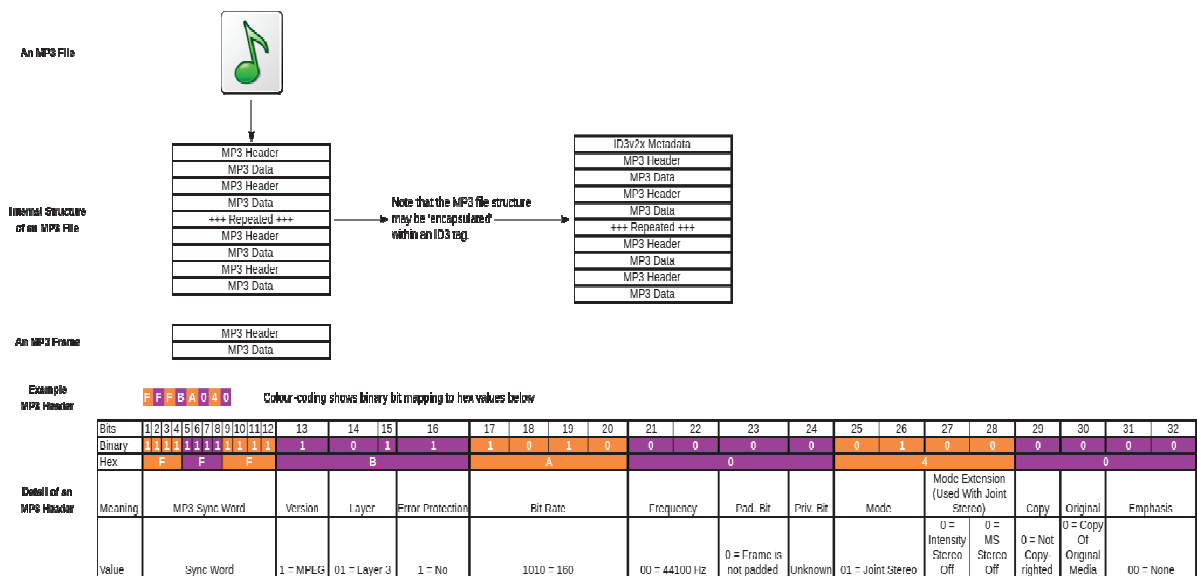 An MP3 File
MP3 Header
MP3 Data
MP3 Header
MP3 Data
+++ Repeated +++
MP3 Header
MP3 Data
MP3 Header
MP3 Data
Internal Structure
of an MP3 File
Note that the MP3 file structure
may be 'encapsulated'
within an ID3 tag.
ID3v2x Metadata
MP3 Header
MP3 Data
MP3 Header
MP3 Data
+++ Repeated +++
MP3 Header
MP3 Data
MP3 Header
MP3 Data
An MP3 Frame
MP3 Header
MP3 Data
Example
MP3 Header
F F F B A 0 4 0
Colour-coding shows binary bit mapping to hex values below
Detail of an
MP3 Header
Bits 1 2 3 4 5 6 7 8 9 10 11 12 13 14 15 16 17 18 19 20 21 22 23 24 25 26 27 28 29 30 31 32
Binary 1 1 1 1 1 1 1 1 1 1 1 1 1 0 1 1 1 0 1 0 0 0 0 0 0 1 0 0 0 0 0 0
Hex F F F B A 0 4 0
Meaning MP3 Sync Word Version Layer Error Protection Bit Rate Frequency Pad. Bit Priv. Bit Mode Mode Extension (Used With Joint Stereo) Copy Original Emphasis
Value Sync Word 1 = MPEG 01 = Layer 3 1 = No 1010 = 160 00 = 44100 Hz 0 = Frame is not padded Unknown 01 = Joint Stereo 0 = Intensity Stereo Off 0 = MS Stereo Off 0 = Not Copy-righted 0 = Copy Of Original Media 00 = None